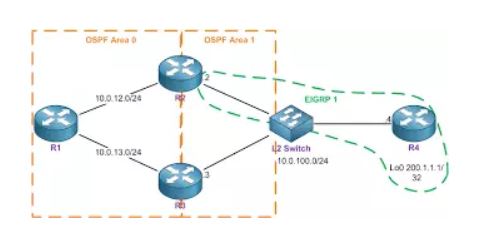 OSPF Area 0
OSPF Area 1
10.0.12.0/24
.2
R2
EIGRP 1
R1
L2 Switch
.4
R4
10.0.13.0/24
10.0.100.0/24
.3
Lo0 200.1.1.1/
32
R3